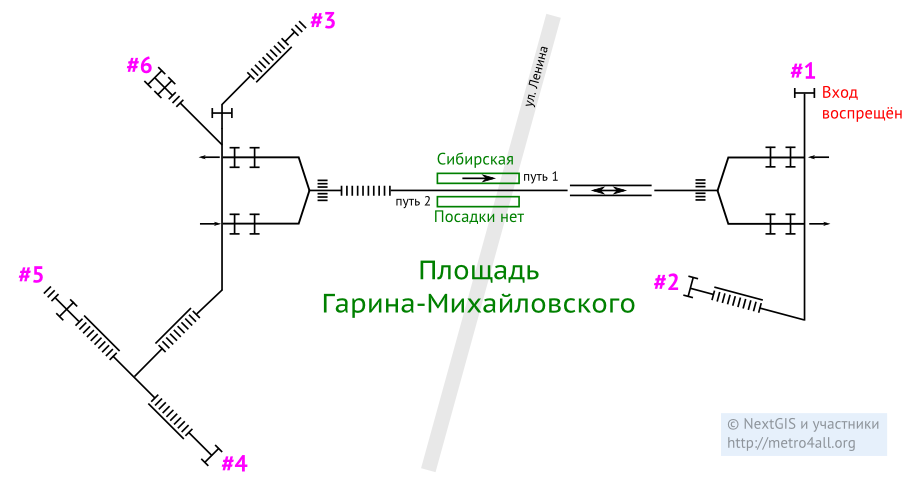 #3
#6
ул. Ленина
#1
Вход
воспрещён
Сибирская
путь 1
путь 2
Посадки нет
#5
Площадь
Гарина-Михайловского
#2
#4
© NextGIS и участники
http://metro4all.org